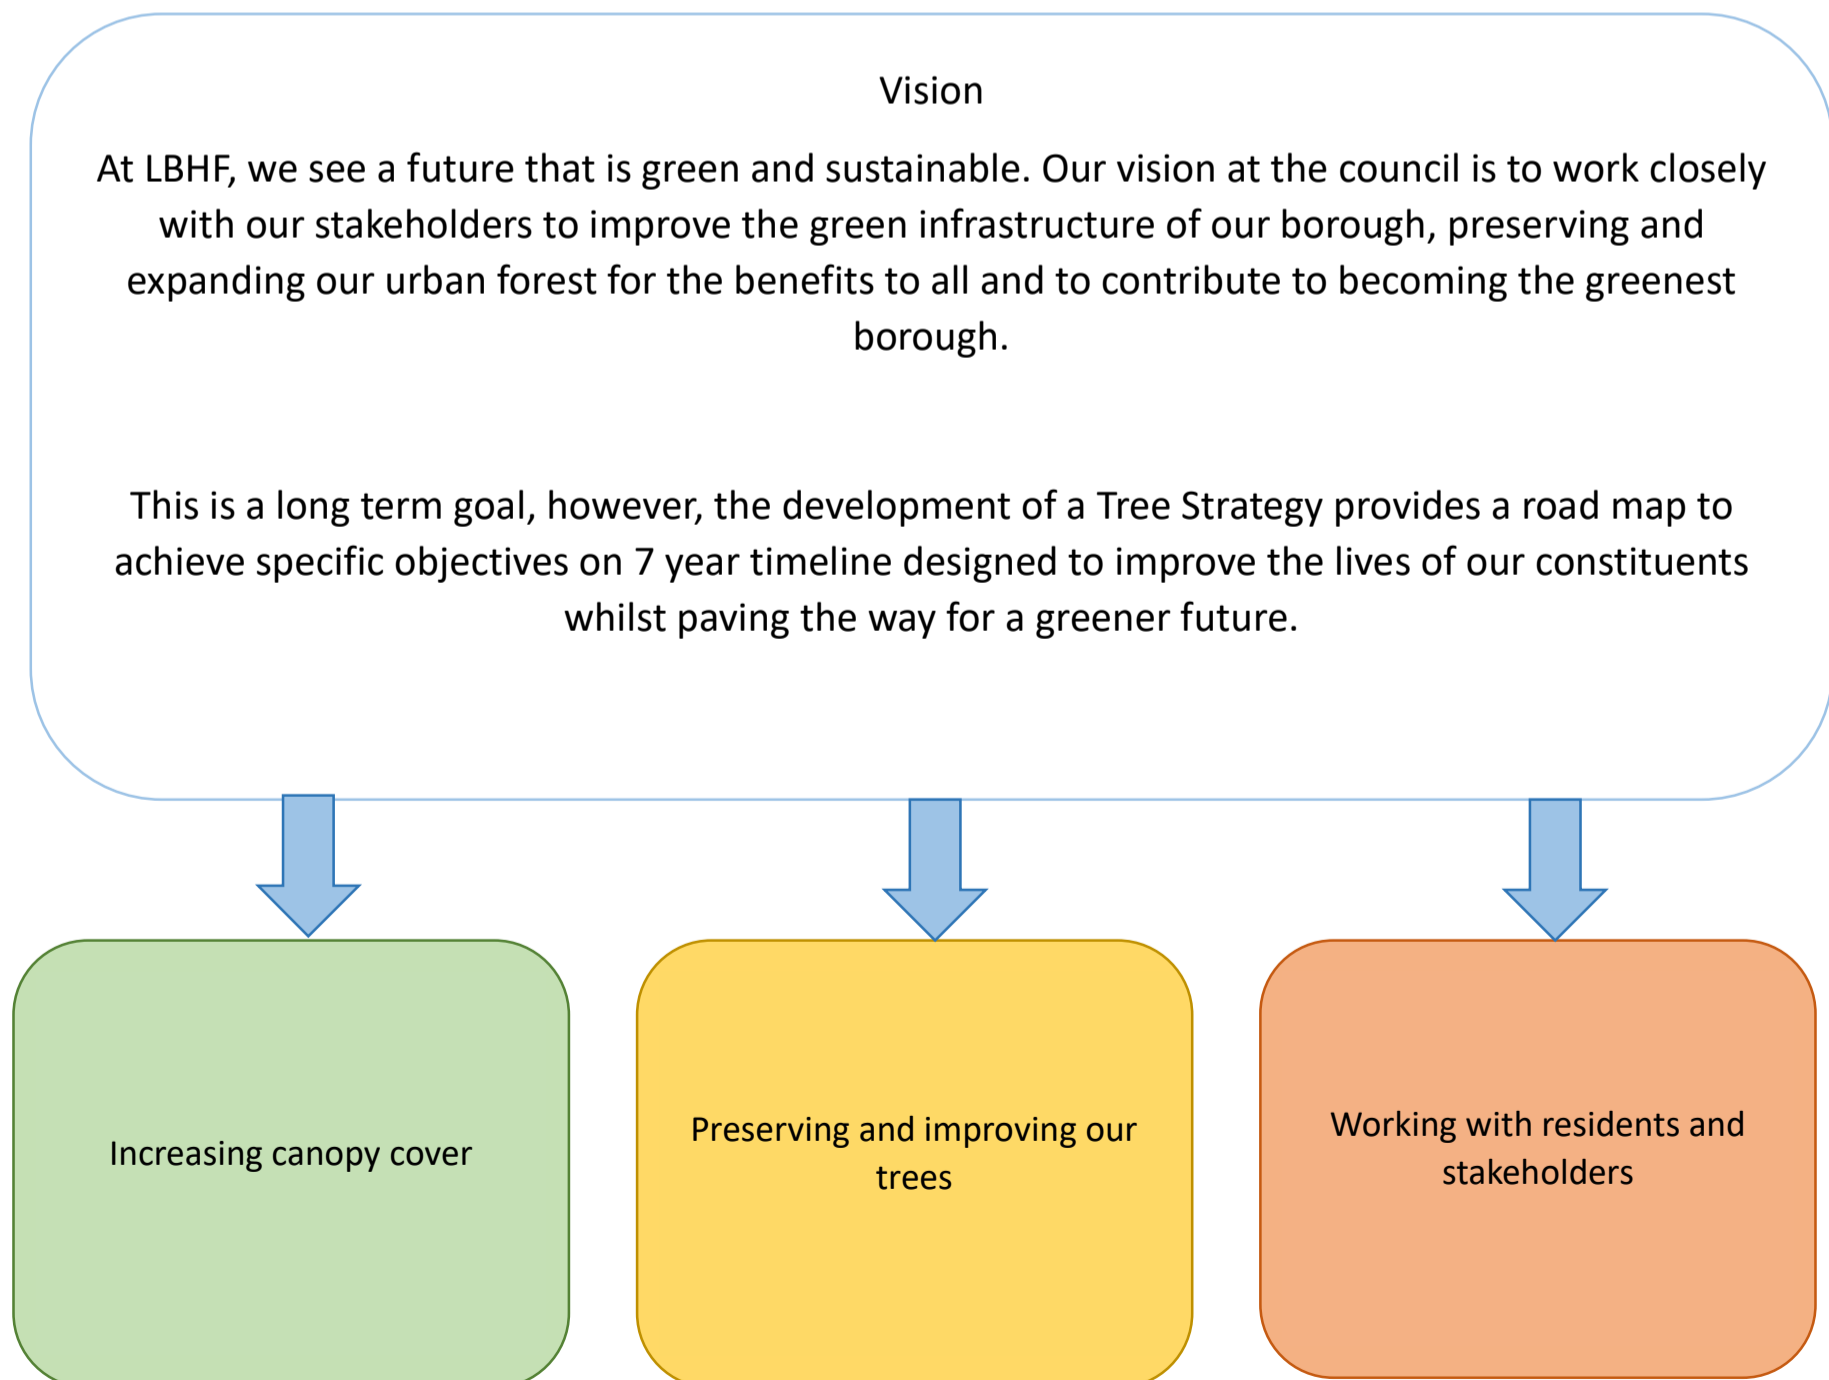 Vision
At LBHF, we see a future that is green and sustainable. Our vision at the council is to work closely
with our stakeholders to improve the green infrastructure of our borough, preserving and
expanding our urban forest for the benefits to all and to contribute to becoming the greenest
borough.
This is a long term goal, however, the development of a Tree Strategy provides a road map to
achieve specific objectives on 7 year timeline designed to improve the lives of our constituents
whilst paving the way for a greener future.
Increasing canopy cover
Preserving and improving our
trees
Working with residents and
stakeholders